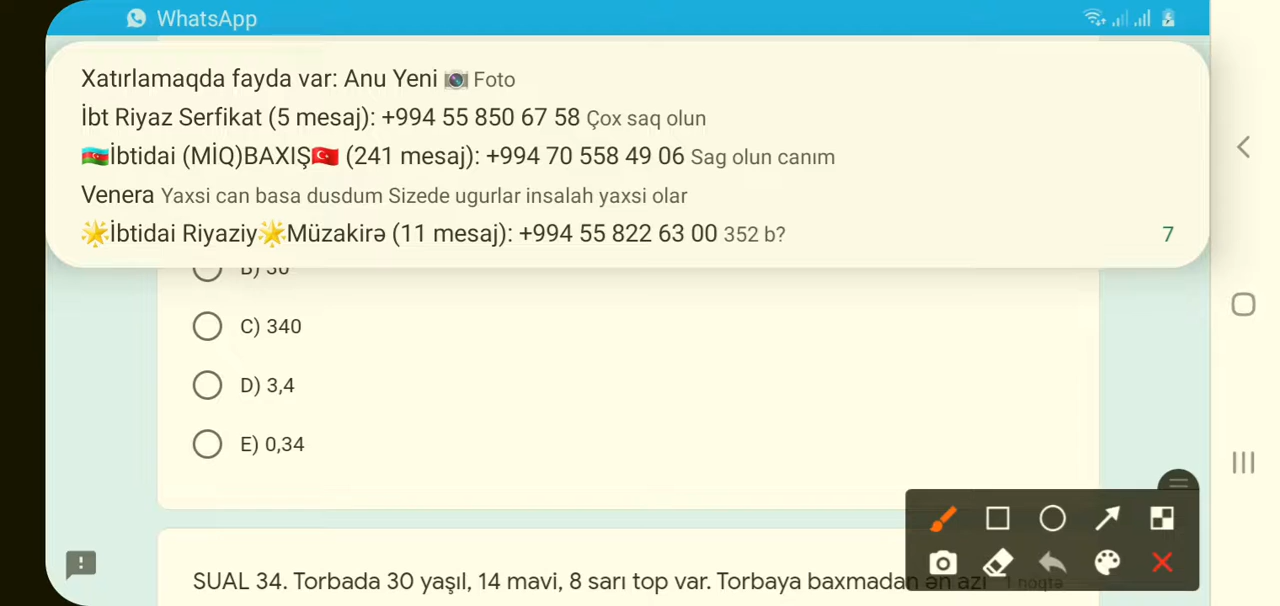 WhatsApp
Xatırlamaqda fayda var: Anu Yeni 📷 Foto
İbt Riyaz Serfikat (5 mesaj): +994 55 850 67 58 Çox saq olun
🇦🇿İbtidai (MİQ)BAXIŞ🇹🇷 (241 mesaj): +994 70 558 49 06 Sag olun canım
Venera Yaxsi can basa dusdum Sizede ugurlar insalah yaxsi olar
🌟İbtidai Riyaziy🌟Müzakirə (11 mesaj): +994 55 822 63 00 352 b?
7
B) 30
C) 340
D) 3,4
E) 0,34
SUAL 34. Torbada 30 yaşıl, 14 mavi, 8 sarı top var. Torbaya baxmadan ən azı 1 noqtə